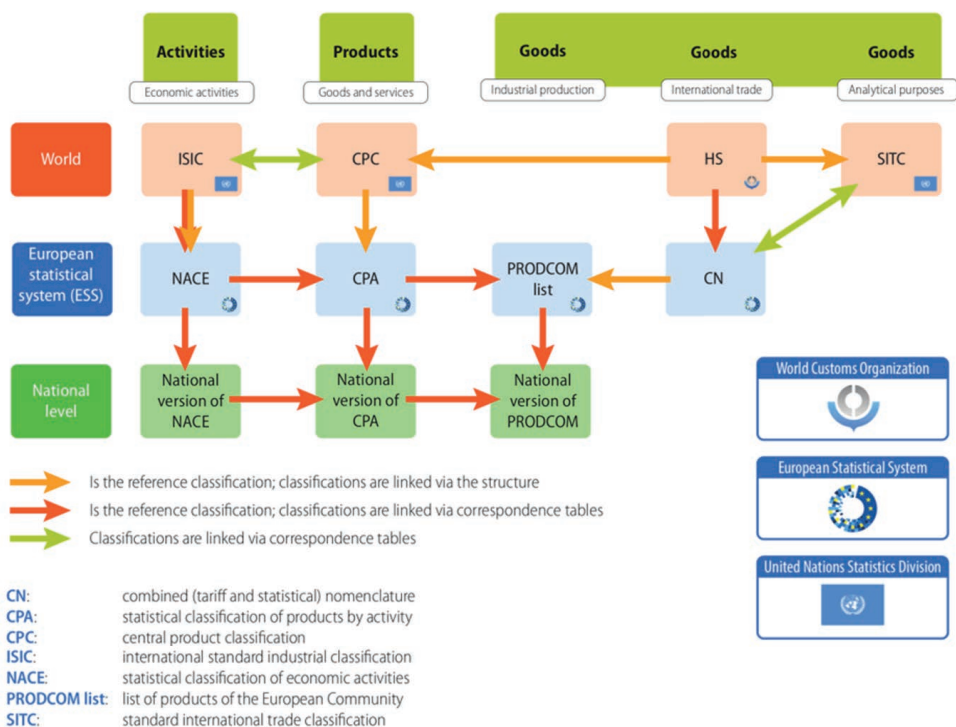 Activities
Products
Goods
Goods
Goods
Economic activities
Goods and services
Industrial production
International trade
Analytical purposes
World
ISIC
CPC
HS
SITC
European
statistical
system (ESS)
NACE
CPA
PRODCOM
list
CN
National
level
National
version of
NACE
National
version of
CPA
National
version of
PRODCOM
World Customs Organization
European Statistical System
United Nations Statistics Division
Is the reference classification; classifications are linked via the structure
Is the reference classification; classifications are linked via correspondence tables
Classifications are linked via correspondence tables
CN: combined (tariff and statistical) nomenclature
CPA: statistical classification of products by activity
CPC: central product classification
ISIC: international standard industrial classification
NACE: statistical classification of economic activities
PRODCOM list: list of products of the European Community
SITC: standard international trade classification